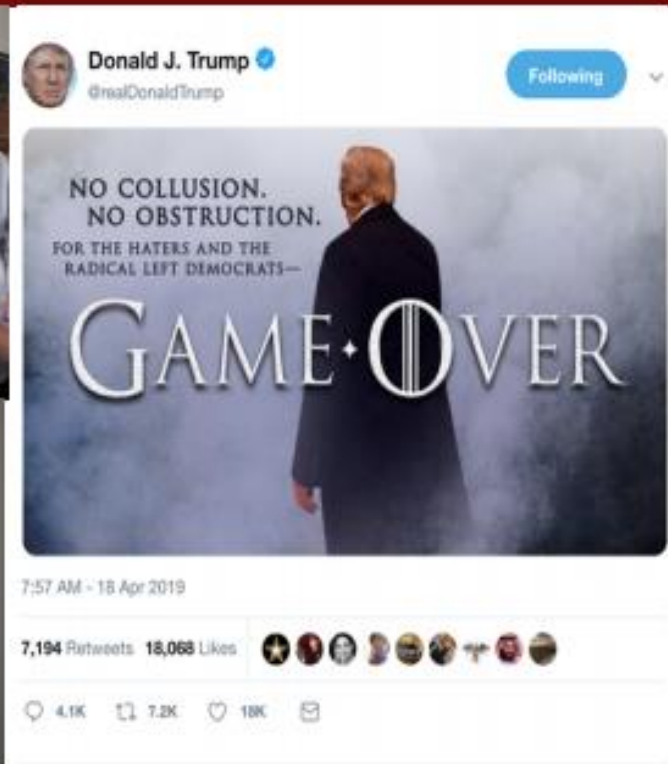 Donald J. Trump
@realDonaldTrump
Following
NO COLLUSION.
NO OBSTRUCTION.
FOR THE HATERS AND THE
RADICAL LEFT DEMOCRATS—
GAME OVER
7:57 AM - 18 Apr 2019
7,194 Retweets 18,068 Likes
4.1K 7.2K 18K